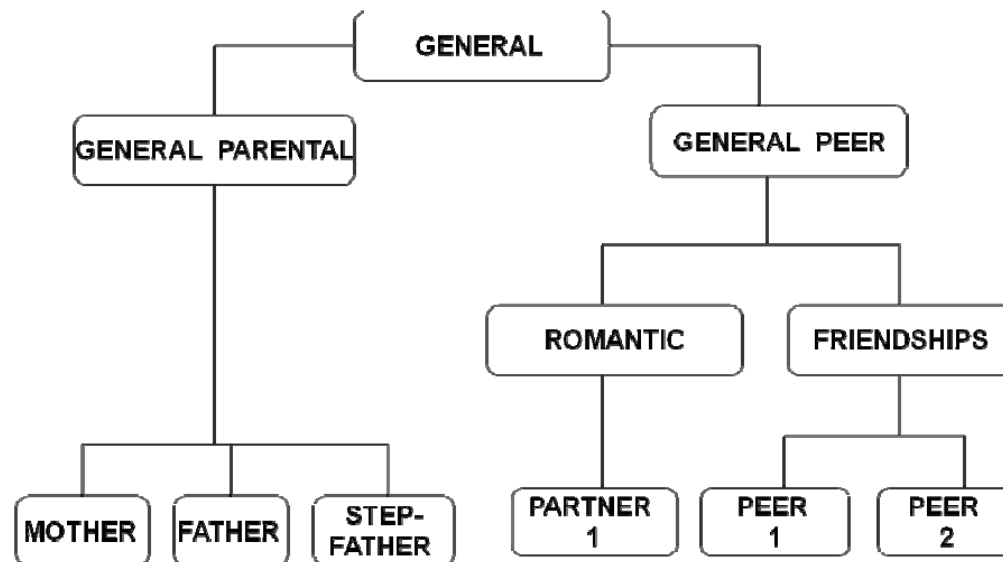 GENERAL
GENERAL PARENTAL
GENERAL PEER
ROMANTIC
FRIENDSHIPS
MOTHER
FATHER
STEP-
FATHER
PARTNER
1
PEER
1
PEER
2